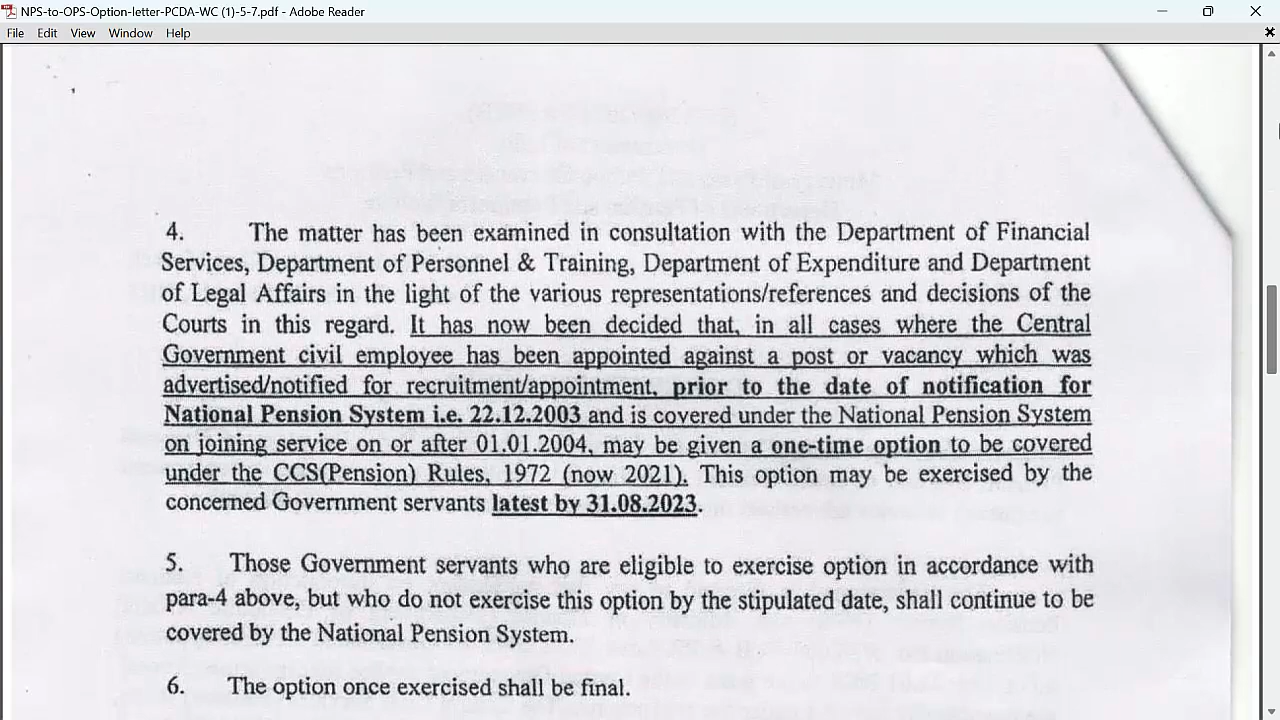 NPS-to-OPS-Option-letter-PCDA-WC (1)-5-7.pdf - Adobe Reader
File Edit View Window Help
4. The matter has been examined in consultation with the Department of Financial
Services, Department of Personnel & Training, Department of Expenditure and Department
of Legal Affairs in the light of the various representations/references and decisions of the
Courts in this regard. It has now been decided that, in all cases where the Central
Government civil employee has been appointed against a post or vacancy which was
advertised/notified for recruitment/appointment, prior to the date of notification for
National Pension System i.e. 22.12.2003 and is covered under the National Pension System
on joining service on or after 01.01.2004, may be given a one-time option to be covered
under the CCS(Pension) Rules, 1972 (now 2021). This option may be exercised by the
concerned Government servants latest by 31.08.2023.
5. Those Government servants who are eligible to exercise option in accordance with
para-4 above, but who do not exercise this option by the stipulated date, shall continue to be
covered by the National Pension System.
6. The option once exercised shall be final.